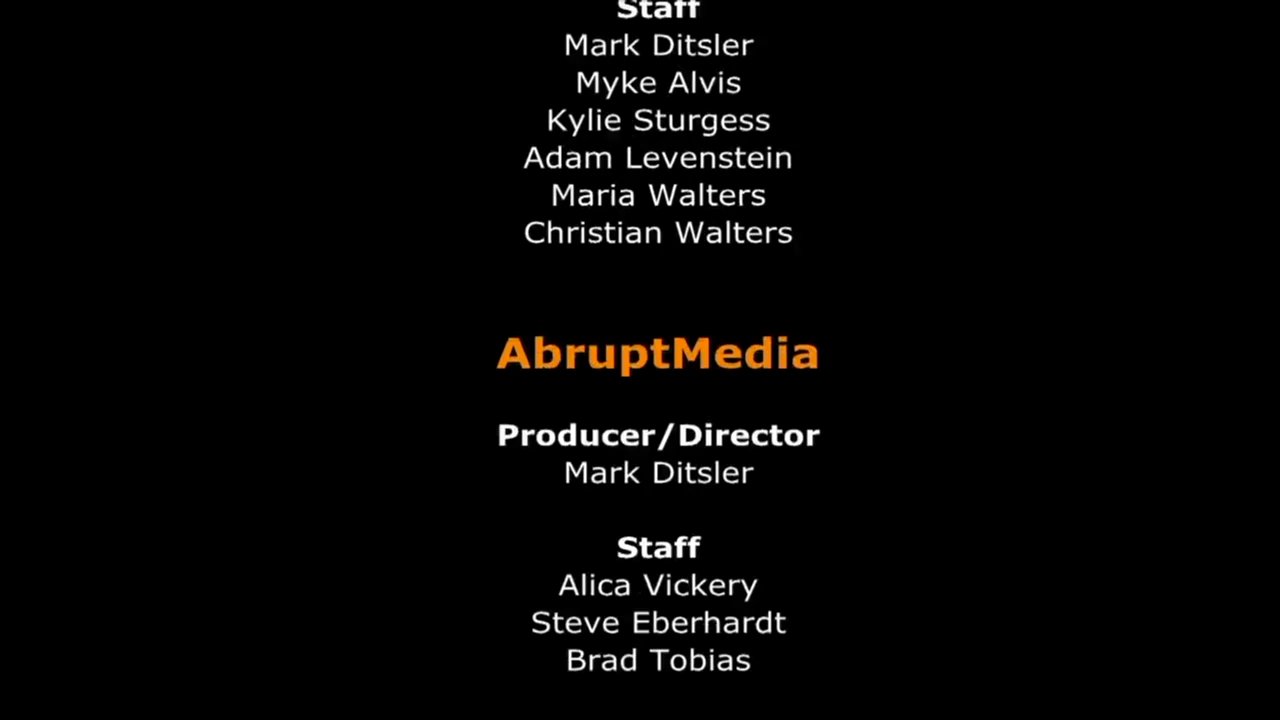 Staff
Mark Ditsler
Myke Alvis
Kylie Sturgess
Adam Levenstein
Maria Walters
Christian Walters
AbruptMedia
Producer/Director
Mark Ditsler
Staff
Alica Vickery
Steve Eberhardt
Brad Tobias